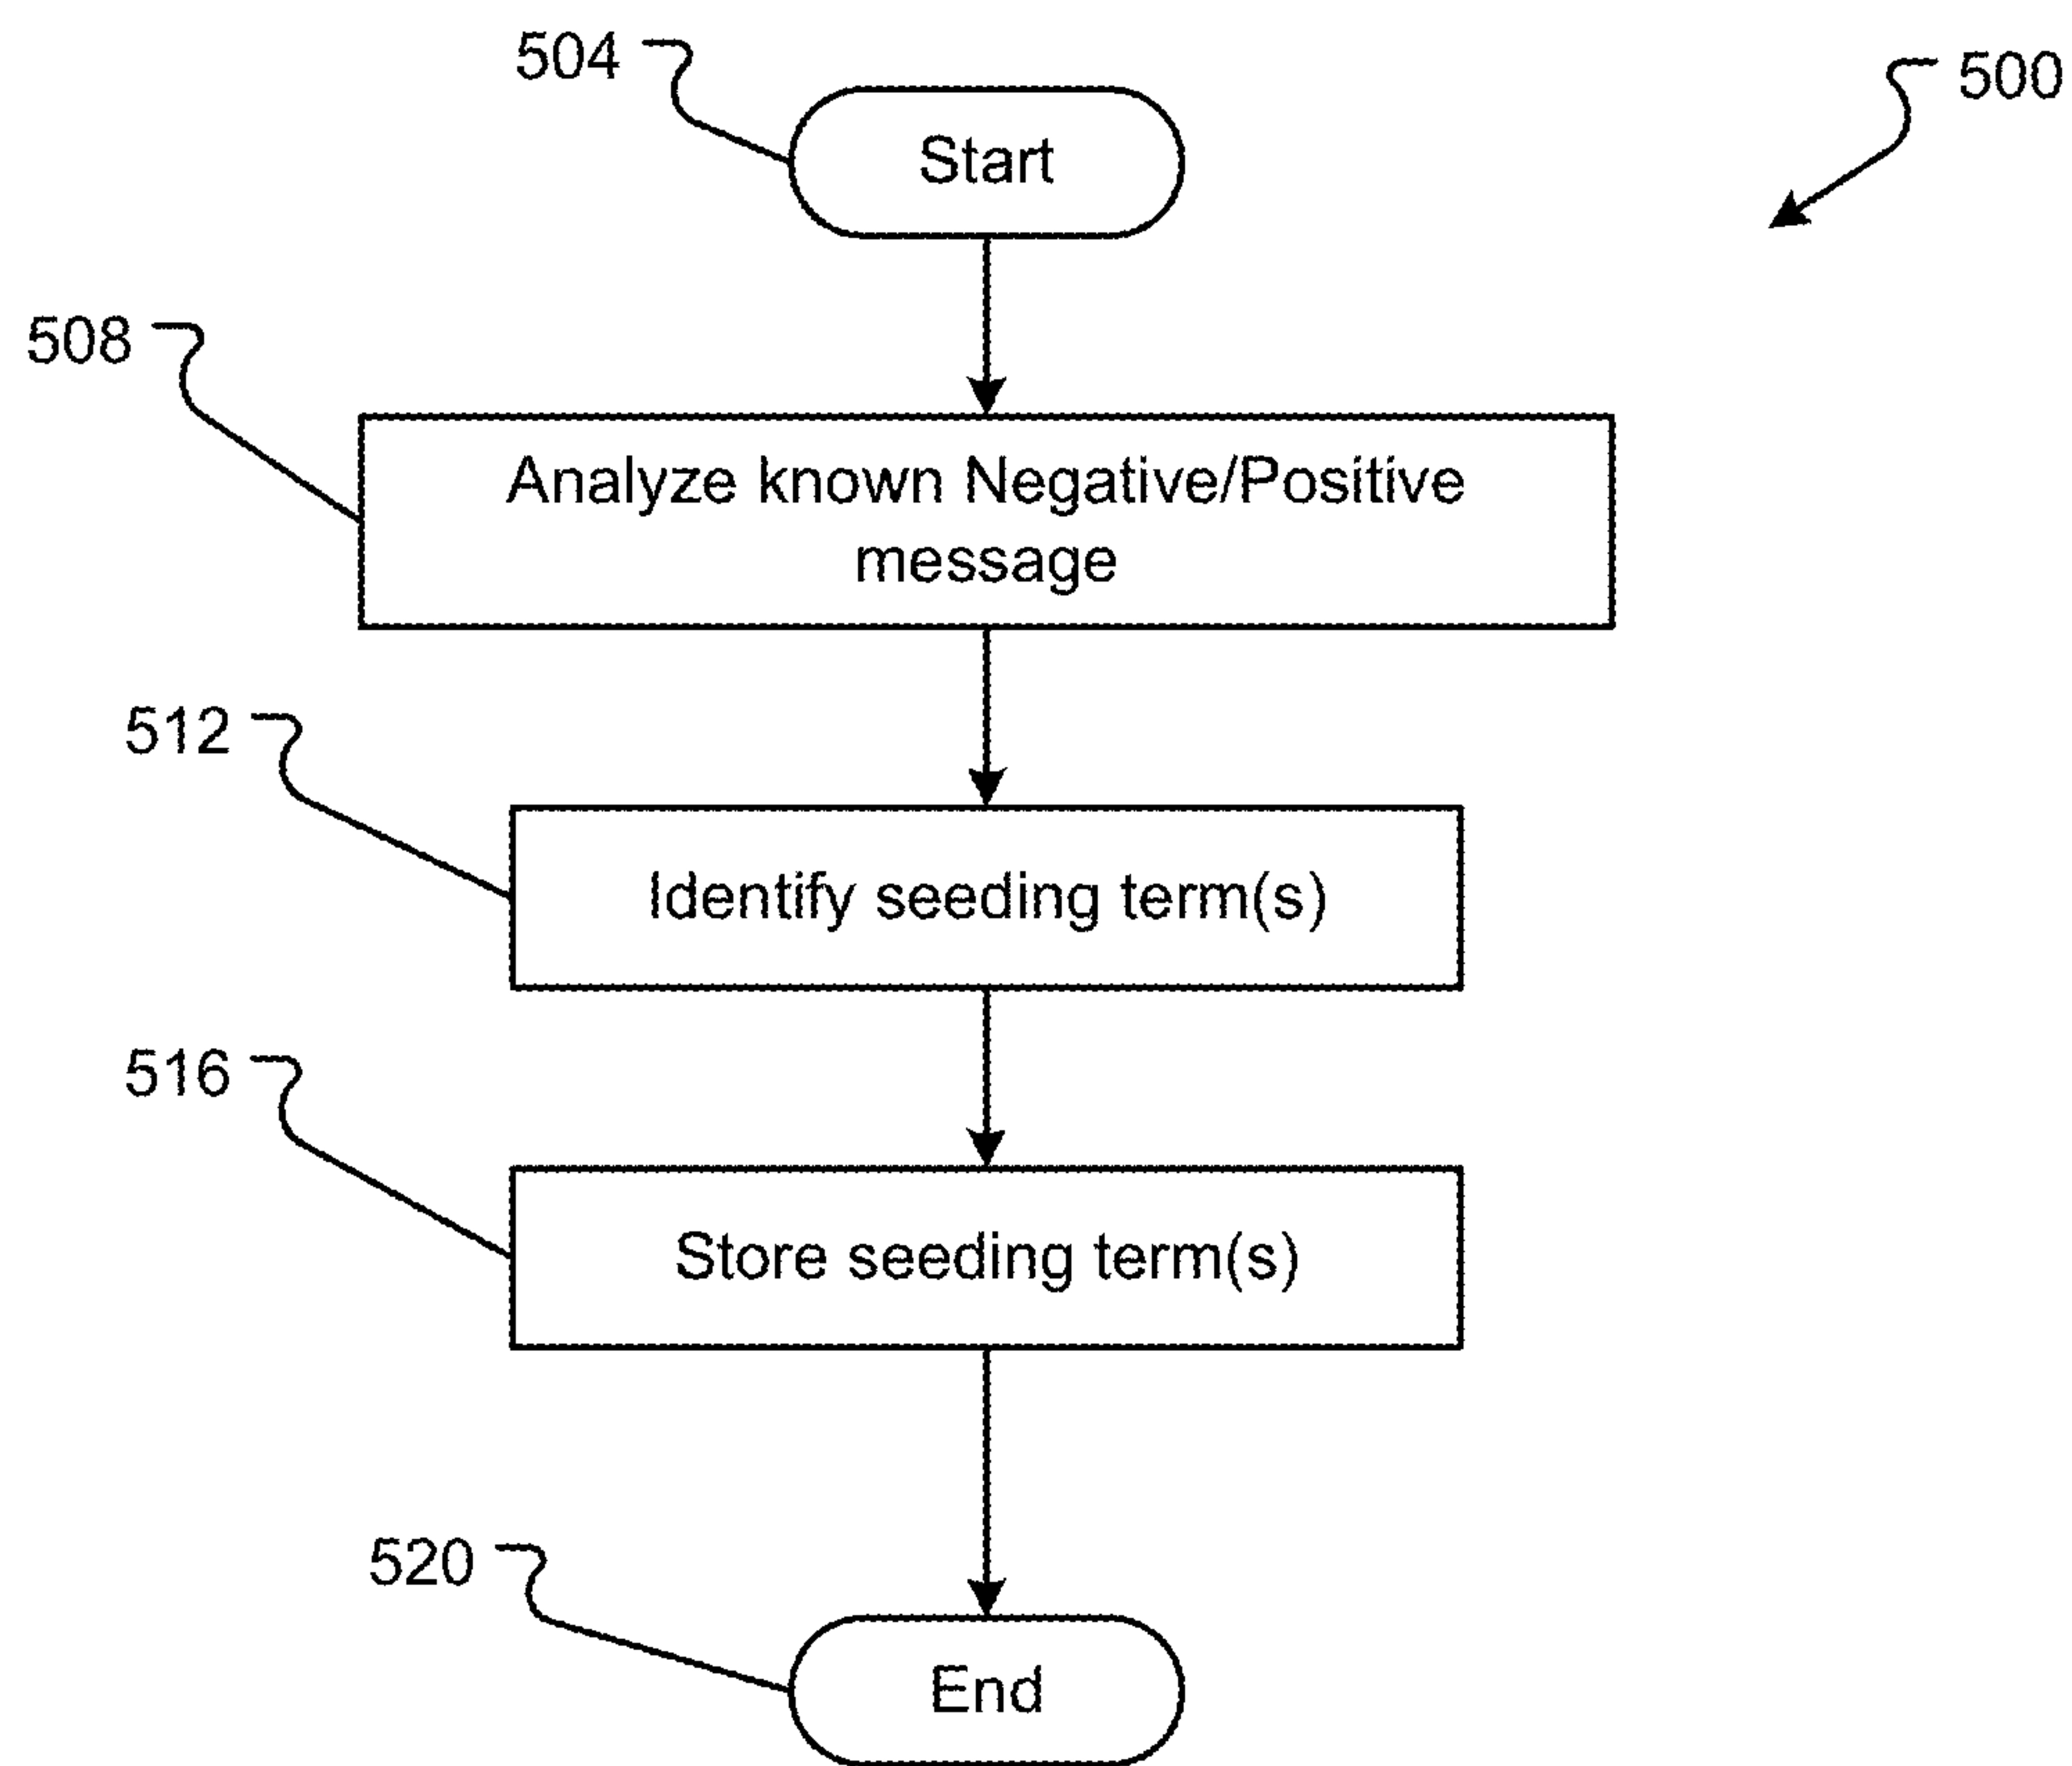 504
Start
500
508
Analyze known Negative/Positive
message
512
Identify seeding term(s)
516
Store seeding term(s)
520
End